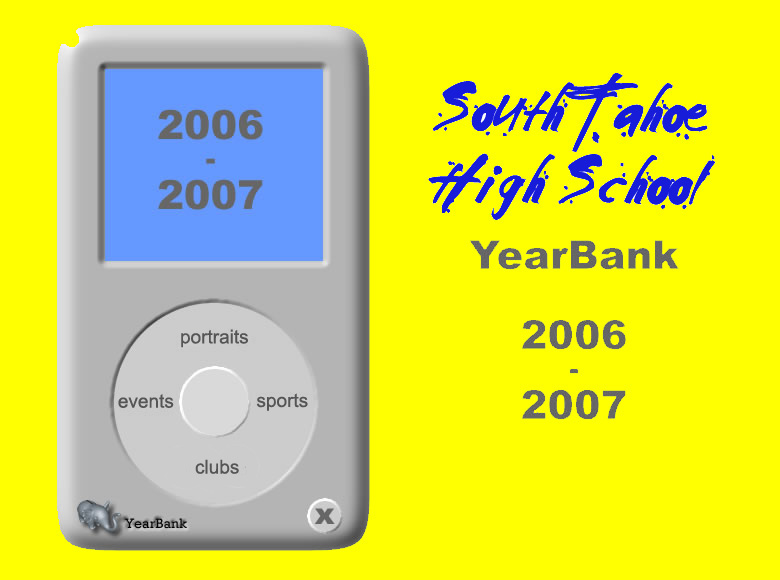 2006
-
2007
portraits
events
sports
clubs
YearBank
x
South Tahoe
High School
YearBank
2006
-
2007